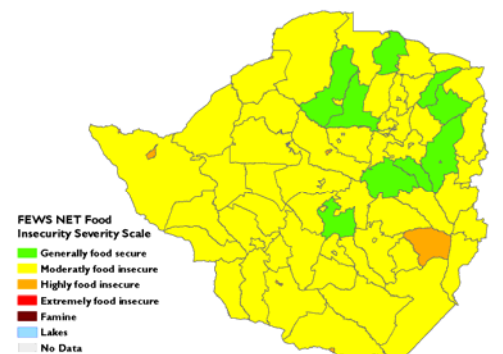 FEWS NET Food
Insecurity Severity Scale
Generally food secure
Moderatly food insecure
Highly food insecure
Extremely food insecure
Famine
Lakes
No Data